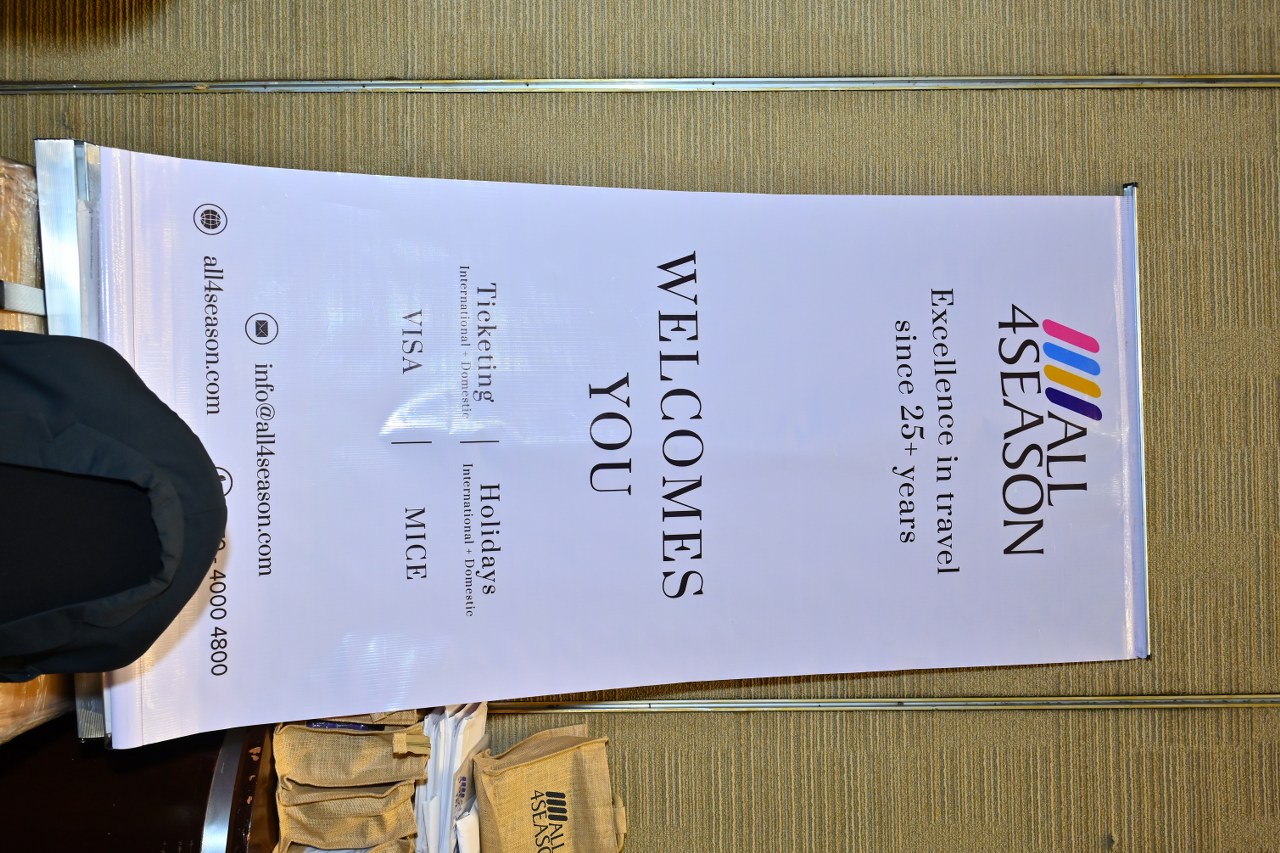 ALL
4SEASON
Excellence in travel
since 25+ years
WELCOMES
YOU
Ticketing | Holidays
International + Domestic International + Domestic
VISA | MICE
info@all4season.com
all4season.com
- 4000 4800
ALL
4SEASO